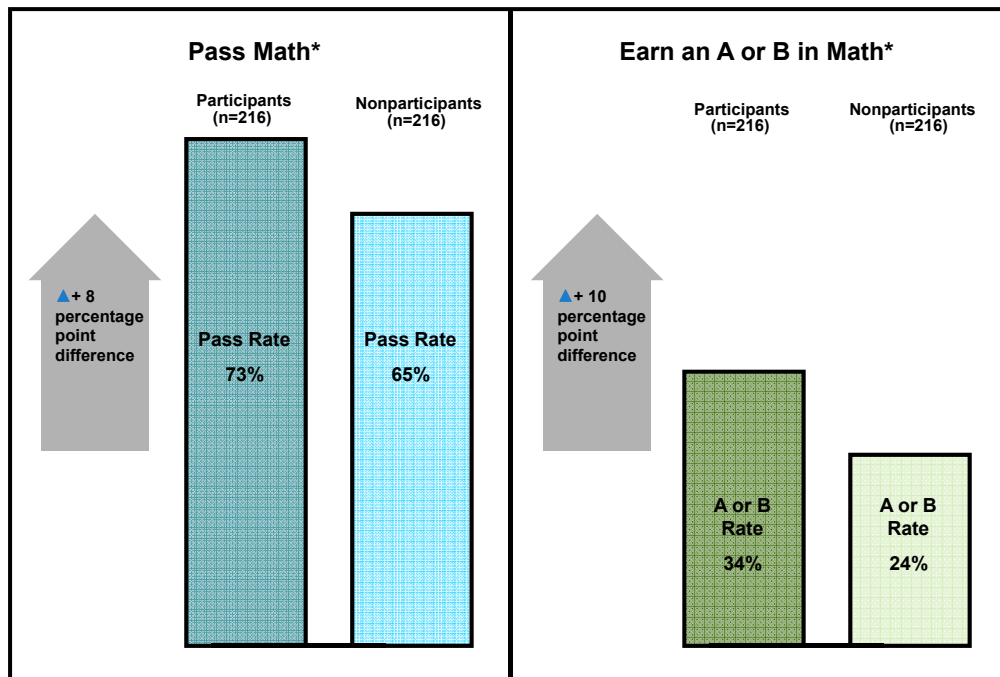 Pass Math*
Participants
(n=216)
Nonparticipants
(n=216)
▲+ 8
percentage
point
difference
Pass Rate
73%
Pass Rate
65%
Earn an A or B in Math*
Participants
(n=216)
Nonparticipants
(n=216)
▲+ 10
percentage
point
difference
A or B
Rate
34%
A or B
Rate
24%